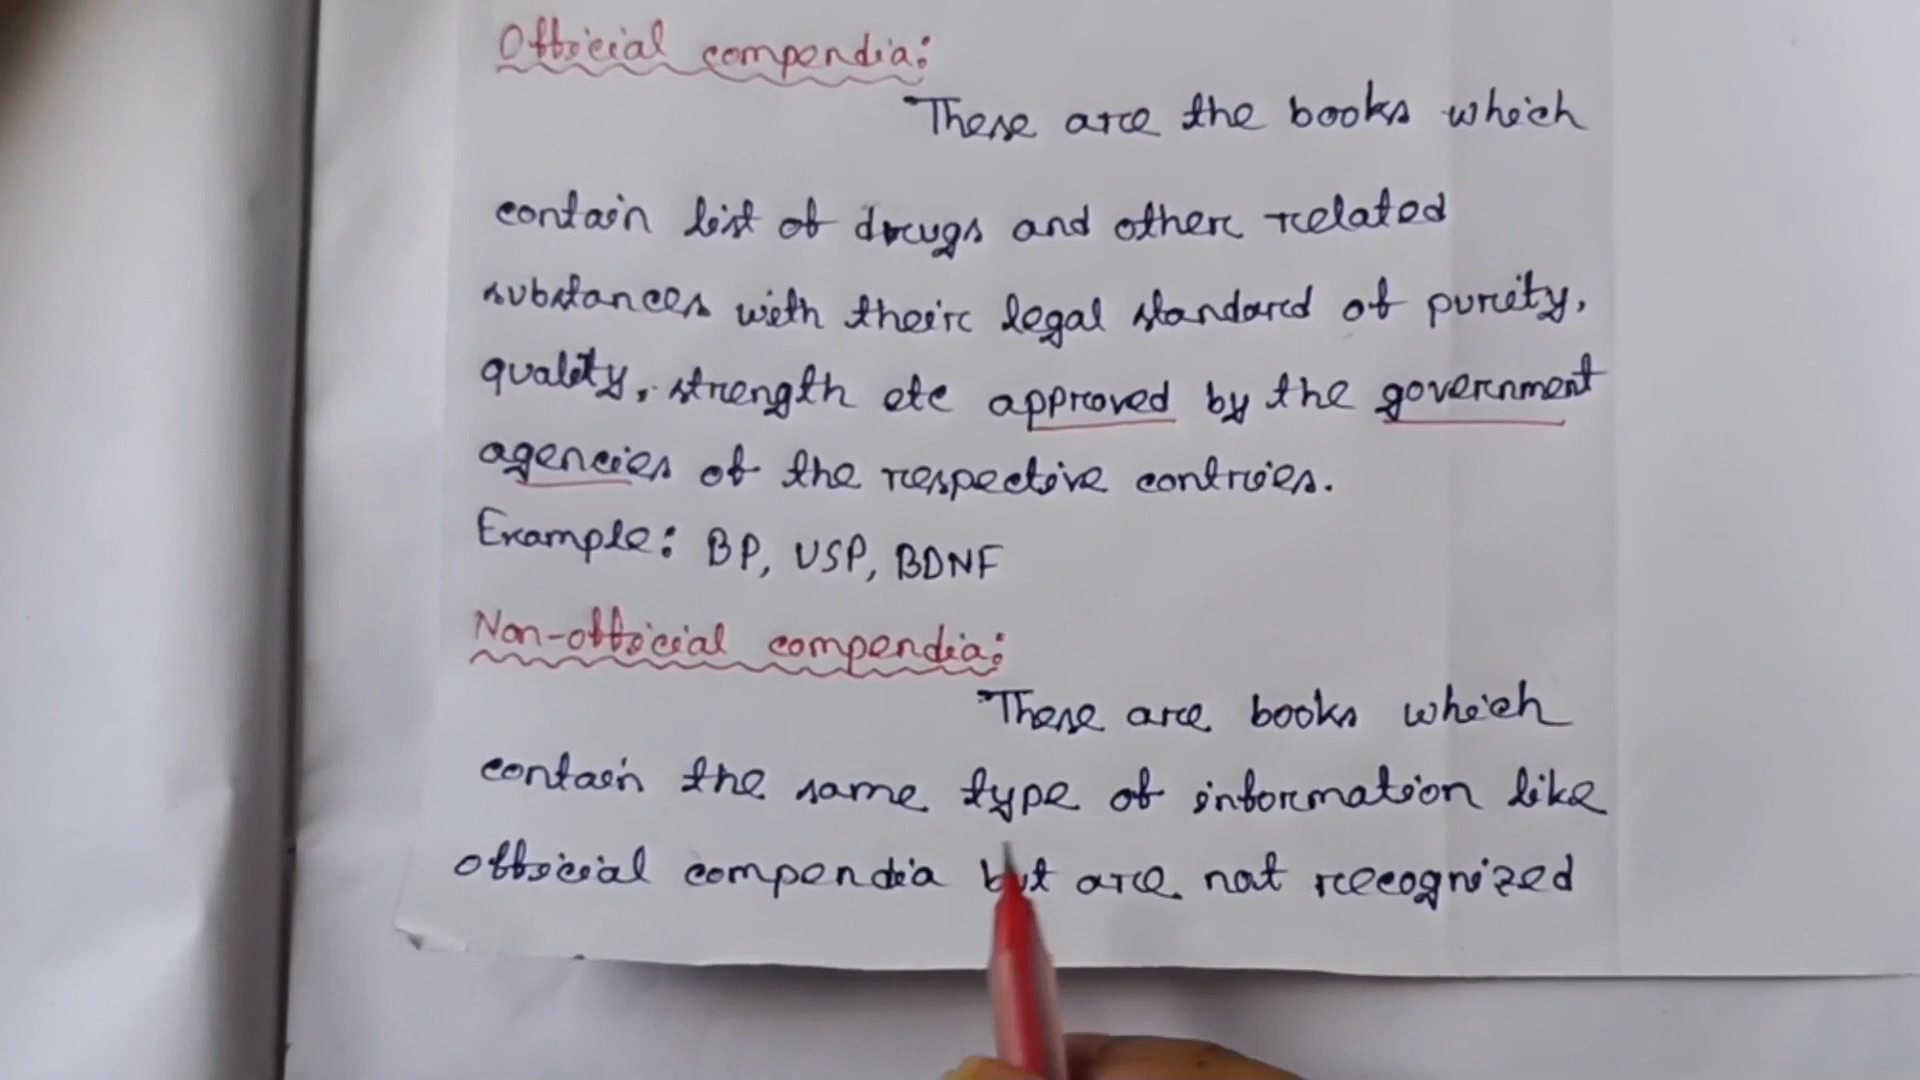 Official compendia:
These are the books which
contain list of drugs and other related
substances with their legal standard of purity,
quality, strength etc approved by the government
agencies of the respective contries.
Example: BP, USP, BDNF
Non-official compendia:
These are books which
contain the same type of information like
official compendia but are not recognized